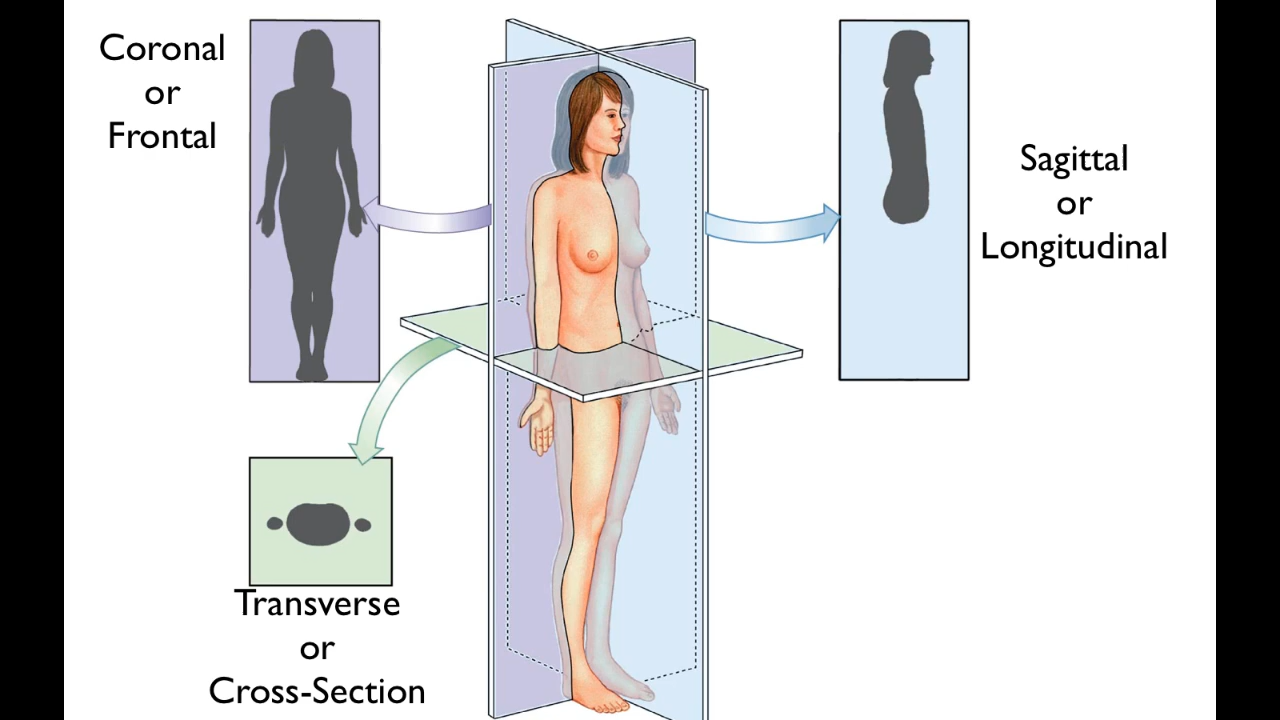 Coronal
or
Frontal
Sagittal
or
Longitudinal
Transverse
or
Cross-Section